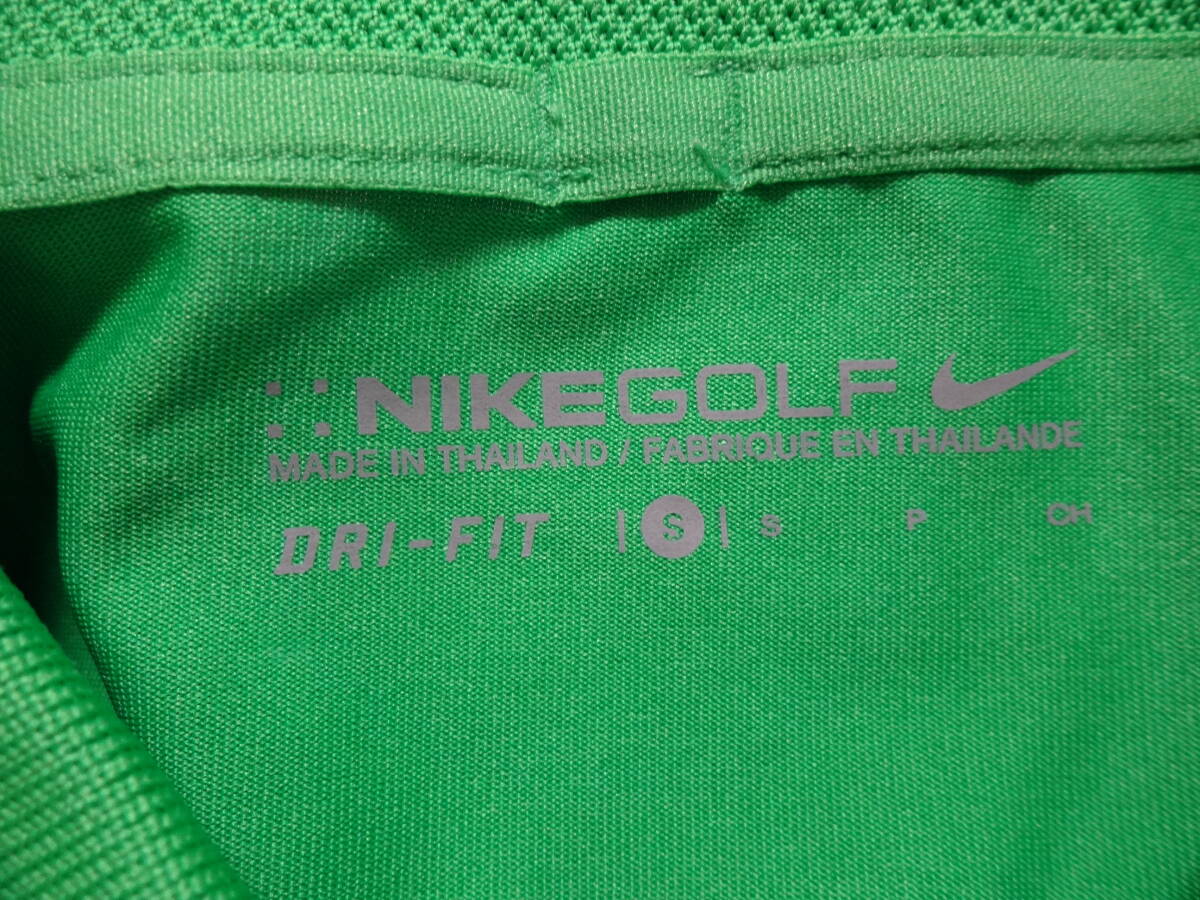 NIKEGOLF
MADE IN THAILAND / FABRIQUE EN THAILANDE
DRI-FIT | S | S P CH